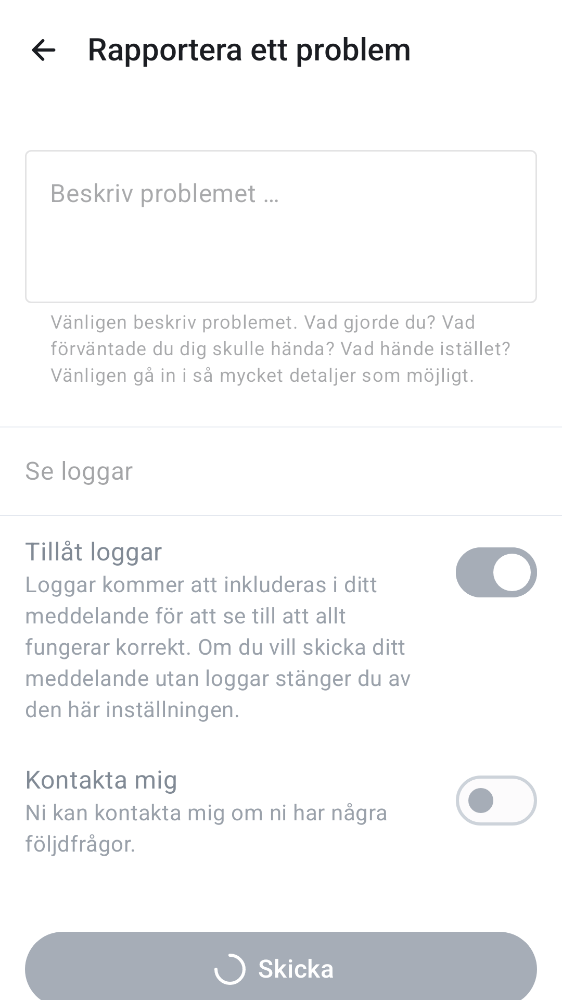 Rapportera ett problem
Beskriv problemet ...
Vänligen beskriv problemet. Vad gjorde du? Vad
förväntade du dig skulle hända? Vad hände istället?
Vänligen gå in i så mycket detaljer som möjligt.
Se loggar
Tillåt loggar
Loggar kommer att inkluderas i ditt
meddelande för att se till att allt
fungerar korrekt. Om du vill skicka ditt
meddelande utan loggar stänger du av
den här inställningen.
Kontakta mig
Ni kan kontakta mig om ni har några
följdfrågor.
Skicka